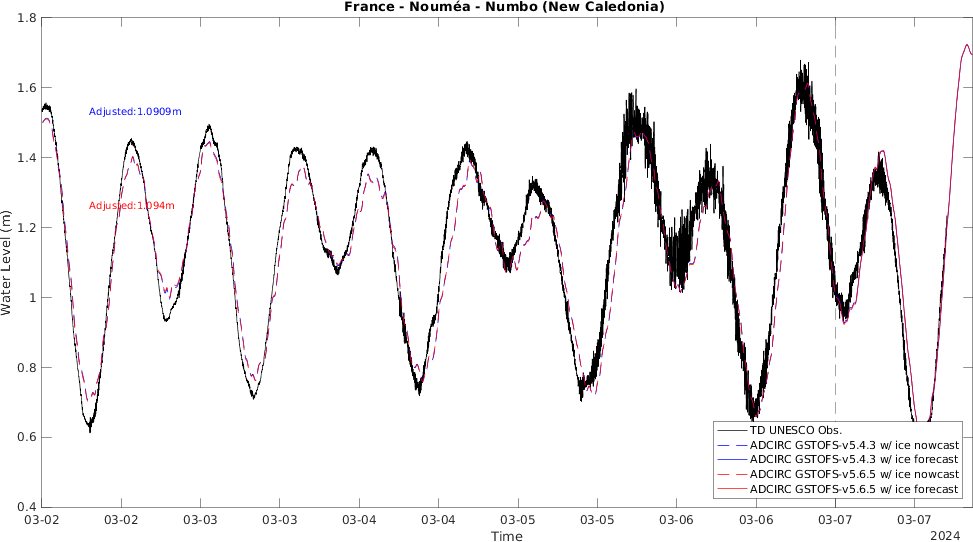 France - Nouméa - Numbo (New Caledonia)
1.8
1.6
1.4
1.2
1
0.8
0.6
0.4
Water Level (m)
Adjusted:1.0909m
Adjusted:1.094m
TD UNESCO Obs.
ADCIRC GSTOFS-v5.4.3 w/ ice nowcast
ADCIRC GSTOFS-v5.4.3 w/ ice forecast
ADCIRC GSTOFS-v5.6.5 w/ ice nowcast
ADCIRC GSTOFS-v5.6.5 w/ ice forecast
03-02 03-02 03-03 03-03 03-04 03-04 03-05 03-05 03-06 03-06 03-07 03-07
Time
2024